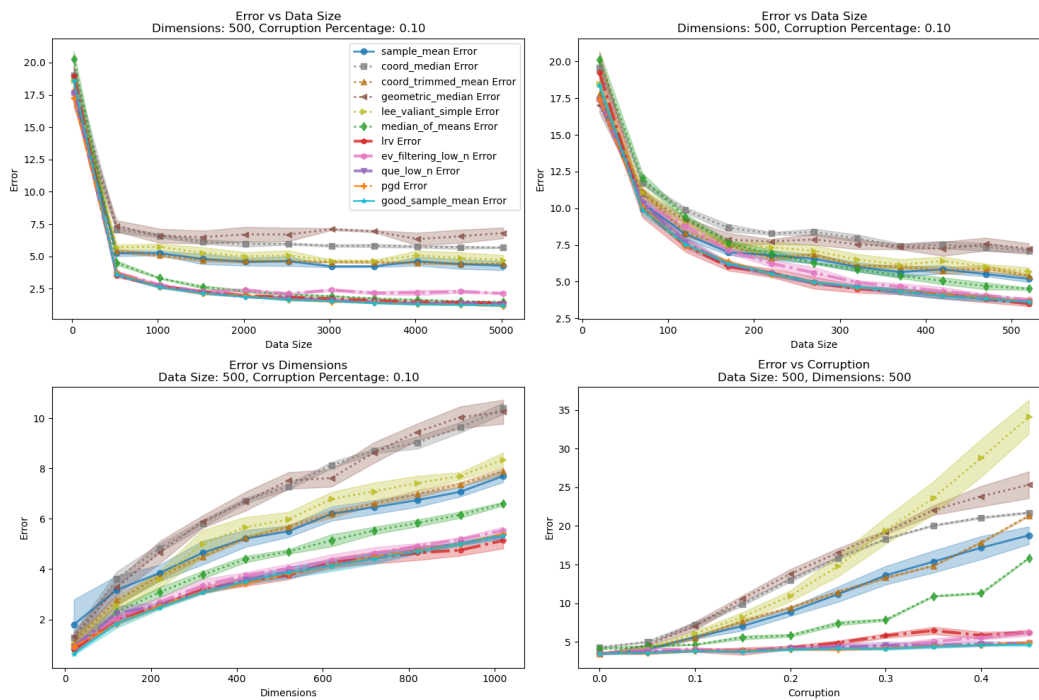 Error vs Data Size
Dimensions: 500, Corruption Percentage: 0.10
20.0
17.5
15.0
12.5
10.0
7.5
5.0
2.5
Error
0
1000
2000
3000
4000
5000
Data Size
sample_mean Error
coord_median Error
coord_trimmed_mean Error
geometric_median Error
lee_valiant_simple Error
median_of_means Error
lrv Error
ev_filtering_low_n Error
que_low_n Error
pgd Error
good_sample_mean Error
Error vs Data Size
Dimensions: 500, Corruption Percentage: 0.10
20.0
17.5
15.0
12.5
10.0
7.5
5.0
2.5
Error
0
100
200
300
400
500
Data Size
Error vs Dimensions
Data Size: 500, Corruption Percentage: 0.10
10
8
6
4
2
Error
0
200
400
600
800
1000
Dimensions
Error vs Corruption
Data Size: 500, Dimensions: 500
35
30
25
20
15
10
5
Error
0.0
0.1
0.2
0.3
0.4
Corruption